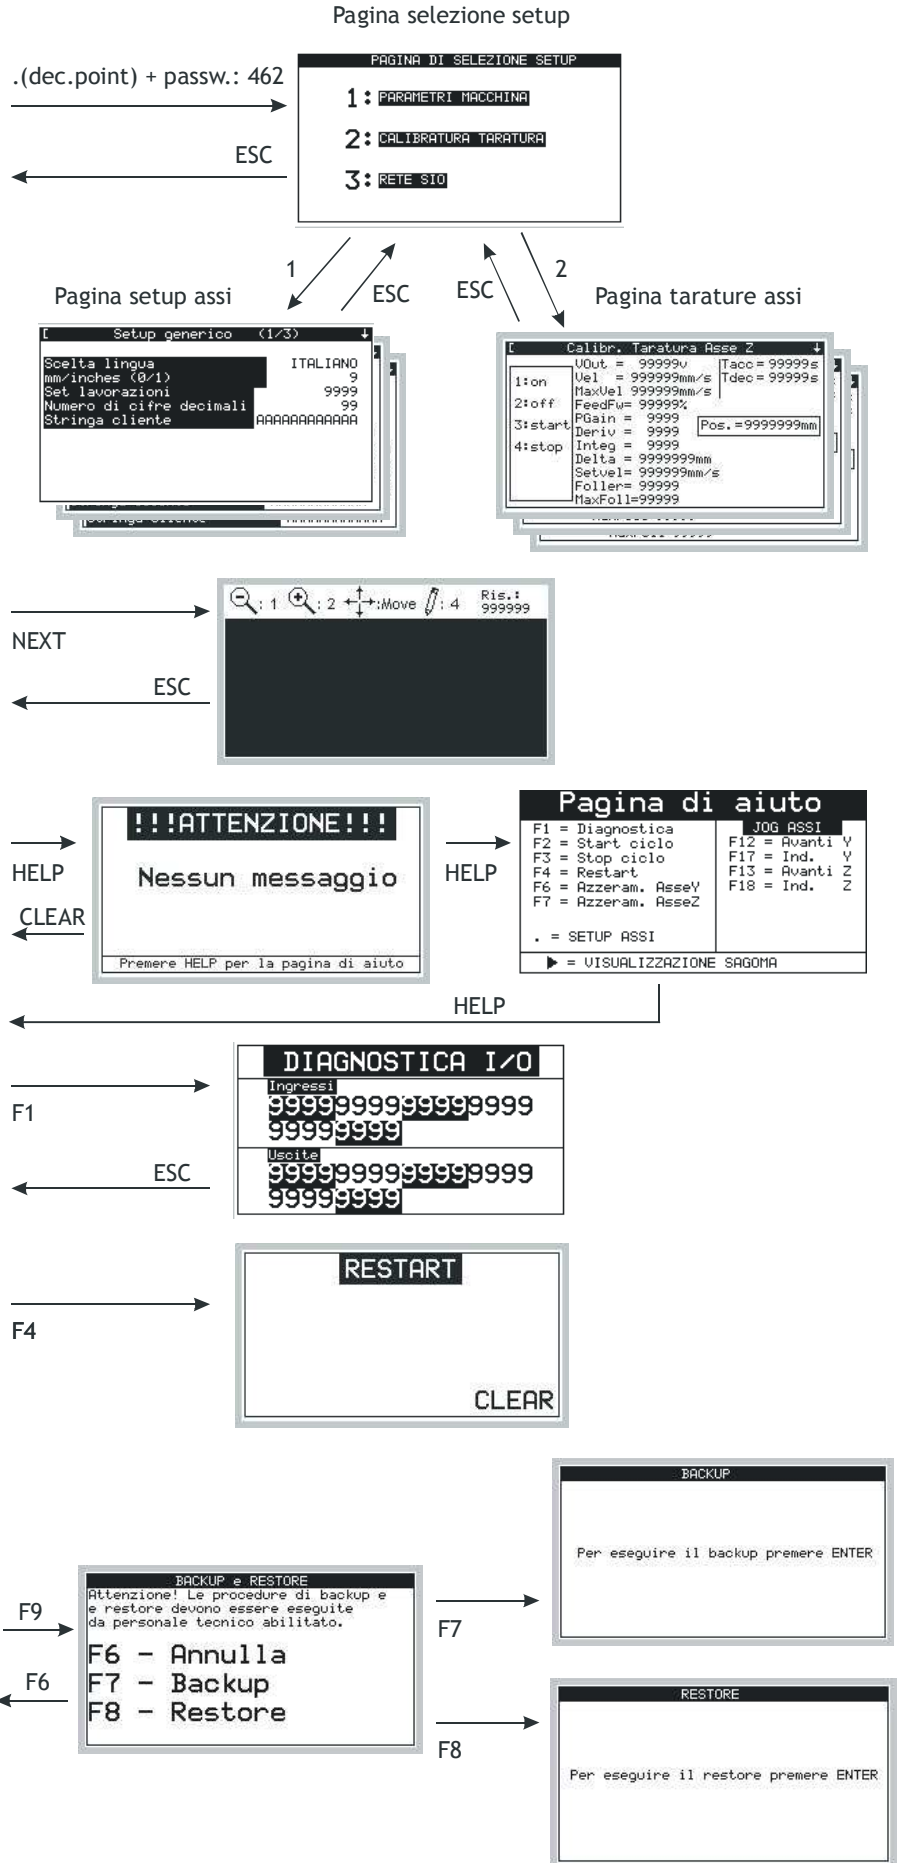 Pagina selezione setup
.(dec.point) + passw.: 462
ESC
PAGINA DI SELEZIONE SETUP
1: PARAMETRI MACCHINA
2: CALIBRATURA TARATURA
3: RETE SIO
1
ESC
ESC
2
Pagina setup assi
Pagina tarature assi
[ Setup generico (1/3) ↓
Scelta lingua ITALIANO
mm/inches (0/1) 9
Set lavorazioni 9999
Numero di cifre decimali 99
Stringa cliente AAAAAAAAAAAA
Stringa cliente AAAAAAAAAAAA
[ Calibr. Taratura Asse Z ↓
1:on
2:off
3:start
4:stop
VOut = 99999v
Vel = 999999mm/s
MaxVel 999999mm/s
FeedFw= 99999%
PGain = 9999
Deriv = 9999
Integ = 9999
Delta = 9999999mm
Setvel= 999999mm/s
Foller= 99999
MaxFoll=99999
Tacc = 99999s
Tdec = 99999s
Pos.=9999999mm
NEXT
ESC
: 1 : 2 :Move : 4 Ris.:
999999
HELP
CLEAR
!!!ATTENZIONE!!!
Nessun messaggio
Premere HELP per la pagina di aiuto
HELP
Pagina di aiuto
F1 = Diagnostica
F2 = Start ciclo
F3 = Stop ciclo
F4 = Restart
F6 = Azzeram. AsseY
F7 = Azzeram. AsseZ
. = SETUP ASSI
JOG ASSI
F12 = Avanti Y
F17 = Ind. Y
F13 = Avanti Z
F18 = Ind. Z
▶ = VISUALIZZAZIONE SAGOMA
HELP
F1
ESC
DIAGNOSTICA I/O
Ingressi
9999999999999999
99999999
Uscite
9999999999999999
99999999
F4
RESTART
CLEAR
F9
F6
BACKUP e RESTORE
Attenzione! Le procedure di backup e
e restore devono essere eseguite
da personale tecnico abilitato.
F6 - Annulla
F7 - Backup
F8 - Restore
F7
BACKUP
Per eseguire il backup premere ENTER
F8
RESTORE
Per eseguire il restore premere ENTER